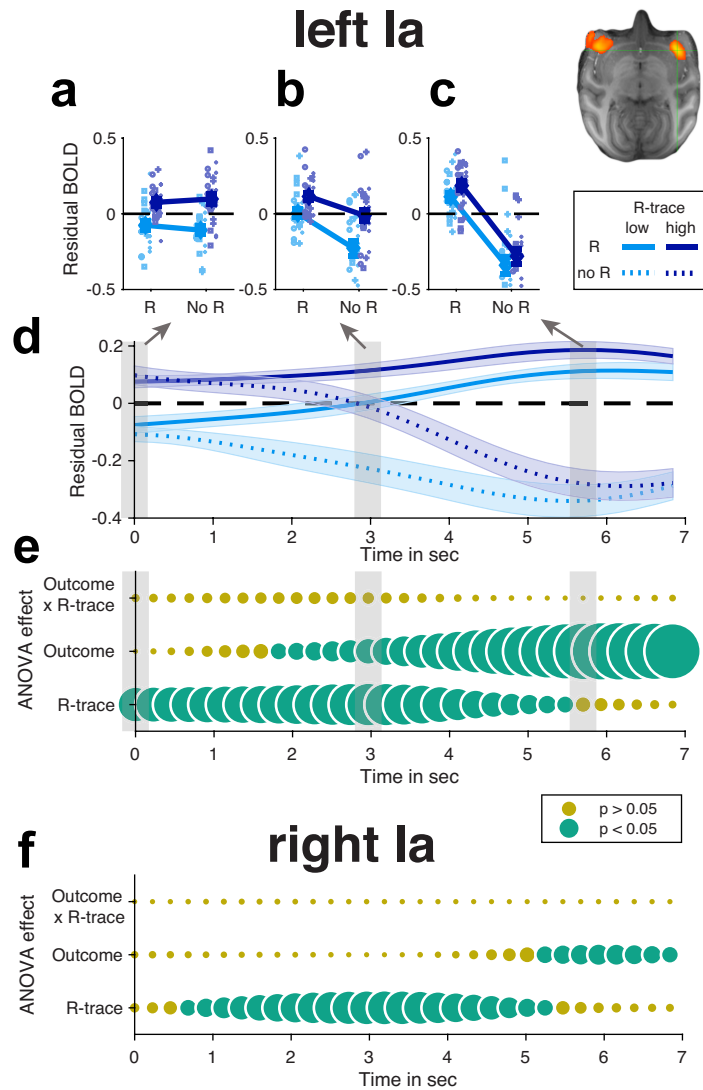 left Ia
a
b
c
Residual BOLD
0.5
0
-0.5
R
No R
0.5
0
-0.5
R
No R
0.5
0
-0.5
R
No R
R-trace
low
high
R
no R
d
Residual BOLD
0.2
0
-0.2
-0.4
0
1
2
3
4
5
6
7
Time in sec
e
ANOVA effect
Outcome
x R-trace
Outcome
R-trace
0
1
2
3
4
5
6
7
Time in sec
p > 0.05
p < 0.05
f
right Ia
ANOVA effect
Outcome
x R-trace
Outcome
R-trace
0
1
2
3
4
5
6
7
Time in sec